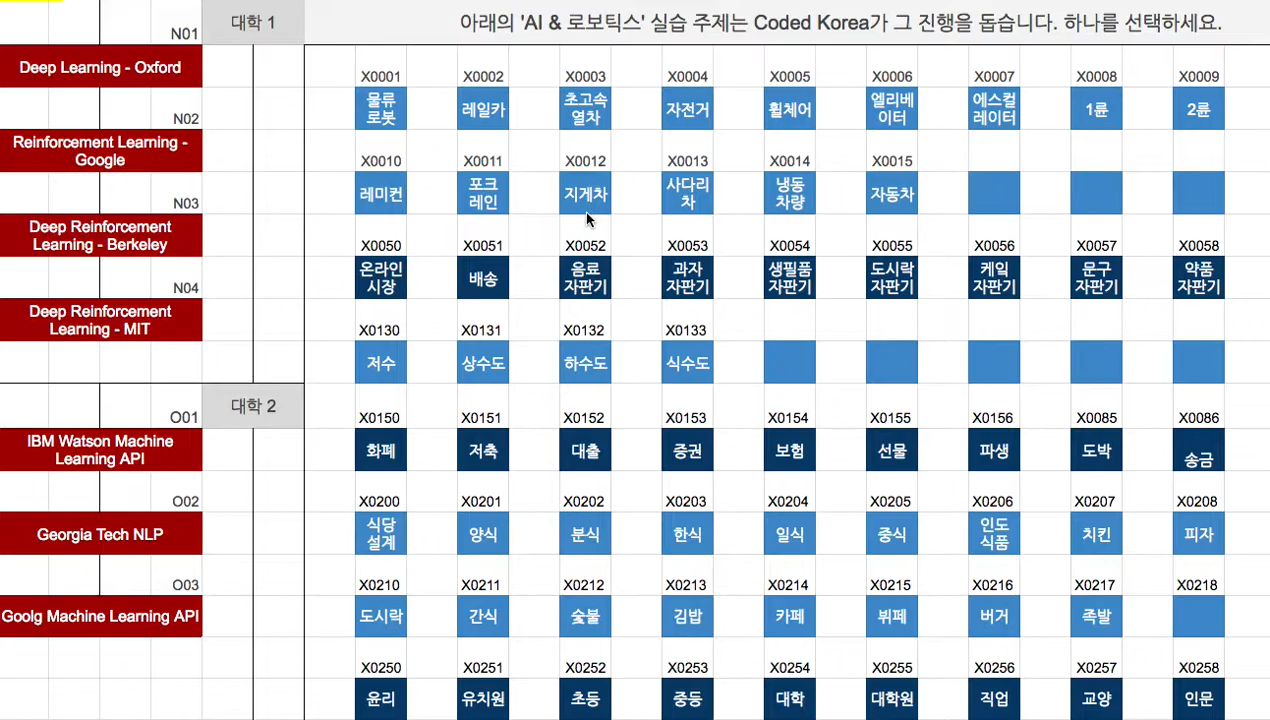 대학 1
아래의 'AI & 로보틱스' 실습 주제는 Coded Korea가 그 진행을 돕습니다. 하나를 선택하세요.
N01
Deep Learning - Oxford
X0001 X0002 X0003 X0004 X0005 X0006 X0007 X0008 X0009
물류
로봇
레일카
초고속
열차
자전거
휠체어
엘리베
이터
에스컬
레이터
1륜
2륜
N02
Reinforcement Learning -
Google
X0010 X0011 X0012 X0013 X0014 X0015
레미컨
포크
레인
지게차
사다리
차
냉동
차량
자동차
N03
Deep Reinforcement
Learning - Berkeley
X0050 X0051 X0052 X0053 X0054 X0055 X0056 X0057 X0058
온라인
시장
배송
음료
자판기
과자
자판기
생필품
자판기
도시락
자판기
케잌
자판기
문구
자판기
약품
자판기
N04
Deep Reinforcement
Learning - MIT
X0130 X0131 X0132 X0133
저수 상수도 하수도 식수도
대학 2
O01
IBM Watson Machine
Learning API
X0150 X0151 X0152 X0153 X0154 X0155 X0156 X0085 X0086
화폐 저축 대출 증권 보험 선물 파생 도박 송금
O02
Georgia Tech NLP
X0200 X0201 X0202 X0203 X0204 X0205 X0206 X0207 X0208
식당
설계
양식
분식
한식
일식
중식
인도
식품
치킨
피자
O03
Goolg Machine Learning API
X0210 X0211 X0212 X0213 X0214 X0215 X0216 X0217 X0218
도시락 간식 숯불 김밥 카페 뷔페 버거 족발
X0250 X0251 X0252 X0253 X0254 X0255 X0256 X0257 X0258
윤리 유치원 초등 중등 대학 대학원 직업 교양 인문